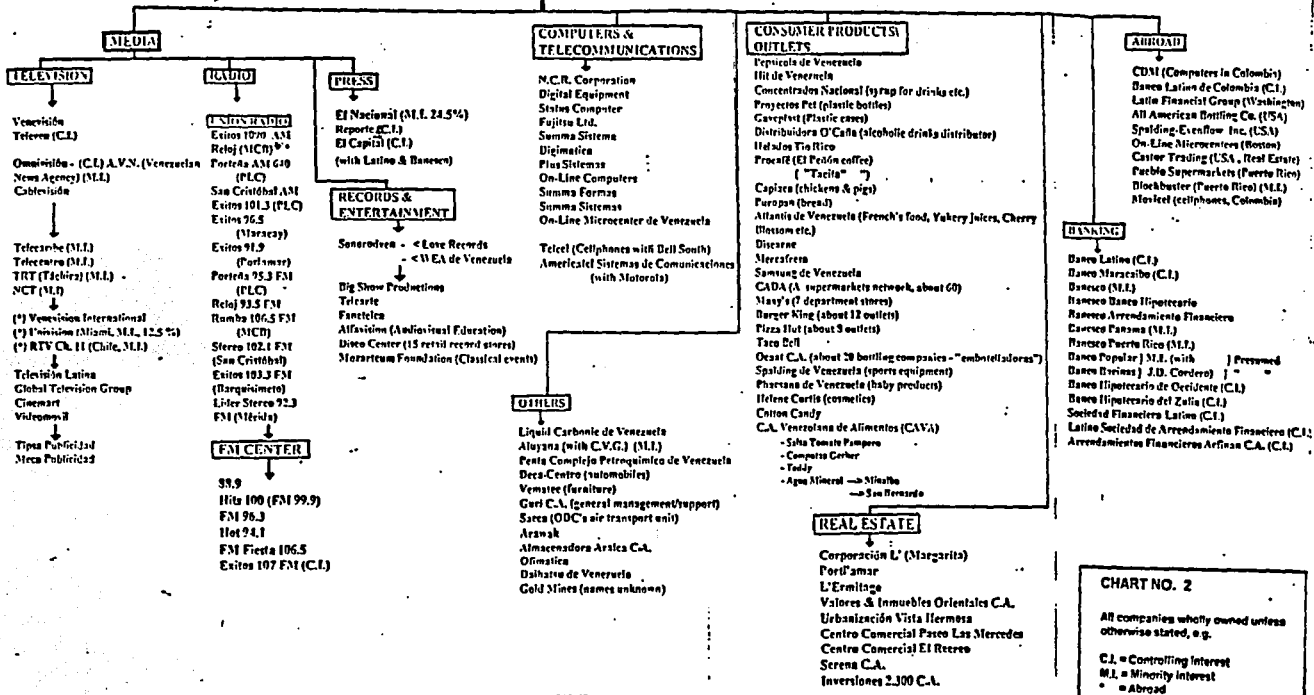 MEDIA
TELEVISION
Venevisión
Televen (C.I.)
Omnivisión - (C.I.) A.V.N. (Venezuelan
News Agency) (M.I.)
Cablevisión
Telecaribe (M.I.)
Telecentro (M.I.)
TRT (Táchira) (M.I.)
NCT (M.I)
(*) Venevision International
(*) Univision (Miami, M.I., 12.5 %)
(*) RTV Ch. 11 (Chile, M.I.)
Televisión Latina
Global Television Group
Cinemart
Videomovil
Tipsa Publicidad
Meca Publicidad
RADIO
UNION RADIO
Exitos 1090 AM
Reloj (MCB)
Porteña AM 640
(PLC)
San Cristóbal AM
Exitos 101.3 (PLC)
Exitos 96.5
(Maracay)
Exitos 91.9
(Porlamar)
Porteña 95.3 FM
(PLC)
Reloj 93.5 FM
Rumba 106.5 FM
(MCB)
Stereo 102.1 FM
(San Cristóbal)
Exitos 103.3 FM
(Barquisimeto)
Lider Stereo 92.3
FM (Mérida)
FM CENTER
88.9
Hits 100 (FM 99.9)
FM 96.3
Hot 94.1
FM Fiesta 106.5
Exitos 107 FM (C.I.)
PRESS
El Nacional (M.I. 24.5%)
Reporte (C.I.)
El Capital (C.I.)
(with Latino & Banesco)
RECORDS &
ENTERTAINMENT
Sonorodven - < Love Records
- < WEA de Venezuela
Big Show Productions
Telearte
Fanatelca
Alfavision (Audiovisual Education)
Disco Center (15 retail record stores)
Mozarteum Foundation (Classical events)
COMPUTERS &
TELECOMMUNICATIONS
N.C.R. Corporation
Digital Equipment
Status Computer
Fujitsu Ltd.
Summa Sistema
Digimatica
Plus Sistemas
On-Line Computers
Summa Formas
Summa Sistemas
On-Line Microcenter de Venezuela
Telcel (Cellphones with Bell South)
Americatel Sistemas de Comunicaciones
(with Motorola)
OTHERS
Liquid Carbonic de Venezuela
Aluyana (with C.V.G.) (M.I.)
Penta Complejo Petroquimico de Venezuela
Deca-Centro (automobiles)
Vematec (furniture)
Guri C.A. (general management/support)
Saeca (ODC's air transport unit)
Arawak
Almacenadora Aralca C.A.
Ofimatica
Daihatsu de Venezuela
Gold Mines (names unknown)
CONSUMER PRODUCTS\
OUTLETS
Pepsicola de Venezuela
Hit de Venezuela
Concentrados Nacional (syrup for drinks etc.)
Proyectos Pet (plastic bottles)
Gaveplast (Plastic cases)
Distribuidora O'Caña (alcoholic drinks distributor)
Helados Tio Rico
Procafé (El Peñón coffee)
( "Tacita" ")
Capiaca (chickens & pigs)
Puropan (bread)
Atlantis de Venezuela (French's food, Yukery juices, Cherry
Blossom etc.)
Discarne
Mercafresa
Samsung de Venezuela
CADA (A supermarkets network, about 60)
Maxy's (7 department stores)
Burger King (about 12 outlets)
Pizza Hut (about 8 outlets)
Taco Bell
Ocaat C.A. (about 20 bottling companies - "embotelladoras")
Spalding de Venezuela (sports equipment)
Pharsana de Venezuela (baby products)
Helene Curtis (cosmetics)
Cotton Candy
C.A. Venezolana de Alimentos (CAVA)
- Salsa Tomate Pampero
- Compotas Gerber
- Teddy
- Agua Mineral —> Minalba
—> San Bernardo
REAL ESTATE
Corporación L' (Margarita)
Portl'amar
L'Ermitage
Valores & Inmuebles Orientales C.A.
Urbanización Vista Hermosa
Centro Comercial Paseo Las Mercedes
Centro Comercial El Recreo
Serena C.A.
Inversiones 2.300 C.A.
ABROAD
CDM (Computers in Colombia)
Banco Latino de Colombia (C.I.)
Latin Financial Group (Washington)
All American Bottling Co. (USA)
Spalding-Evenflow Inc. (USA)
On-Line Microcenters (Boston)
Castor Trading (USA, Real Estate)
Pueblo Supermarkets (Puerto Rico)
Blockbuster (Puerto Rico) (M.I.)
Movicel (cellphones, Colombia)
BANKING
Banco Latino (C.I.)
Banco Maracaibo (C.I.)
Banesco (M.I.)
Banesco Banco Hipotecario
Banesco Arrendamiento Financiero
Banesco Panama (M.I.)
Banesco Puerto Rico (M.I.)
Banco Popular ] M.I. (with ] Presumed
Banco Barinas ] J.D. Cordero) ] " "
Banco Hipotecario de Occidente (C.I.)
Banco Hipotecario del Zulia (C.I.)
Sociedad Financiera Latino (C.I.)
Latino Sociedad de Arrendamiento Financiero (C.I.)
Arrendamientos Financieros Arfinan C.A. (C.I.)
CHART NO. 2
All companies wholly owned unless
otherwise stated, e.g.
C.I. = Controlling Interest
M.I. = Minority Interest
* = Abroad